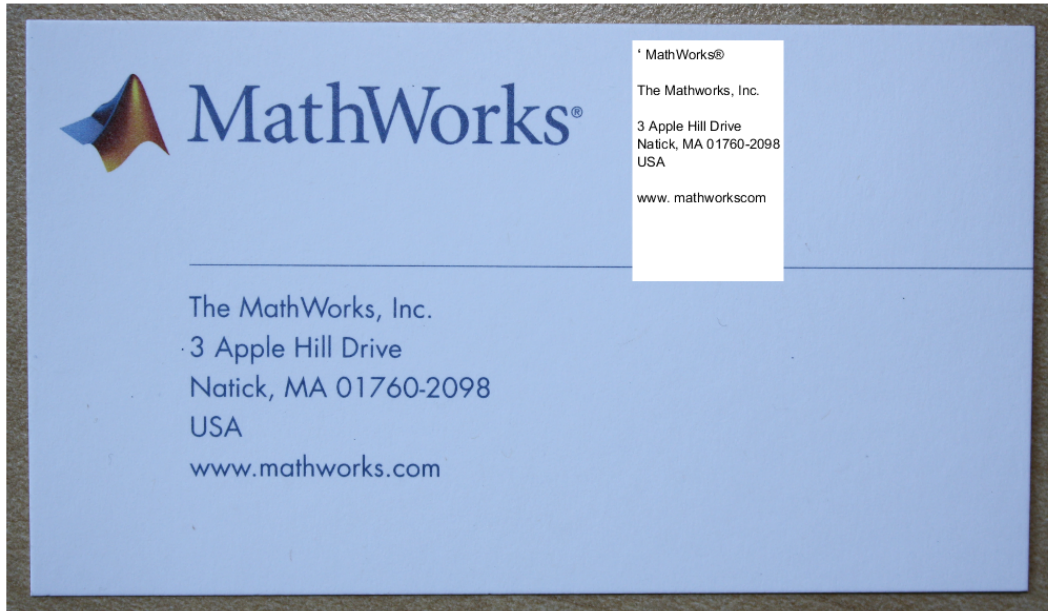 MathWorks®
The MathWorks, Inc.
3 Apple Hill Drive
Natick, MA 01760-2098
USA
www.mathworks.com
‘ MathWorks®
The Mathworks, Inc.
3 Apple Hill Drive
Natick, MA 01760-2098
USA
www. mathworkscom